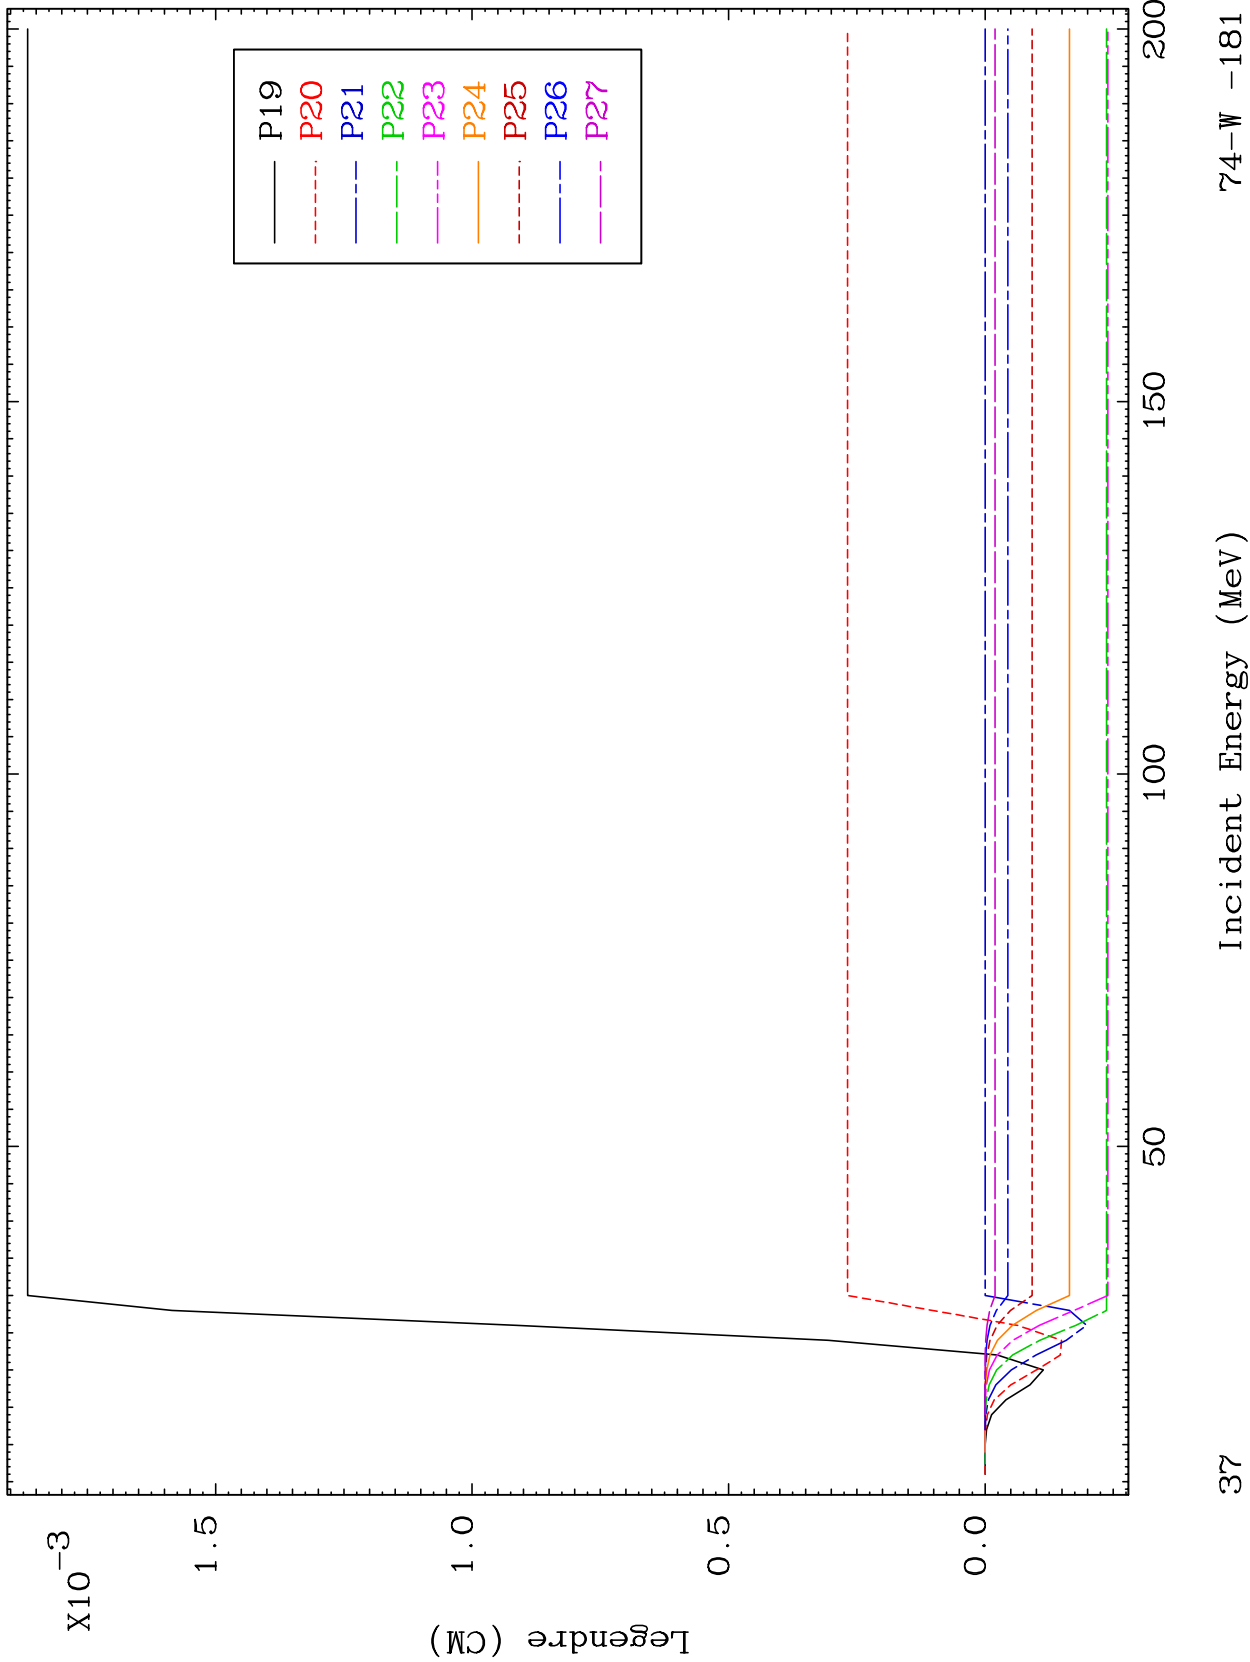 X10-3
1.5
1.0
0.5
0.0
Legendre (CM)
P19
P20
P21
P22
P23
P24
P25
P26
P27
50
100
150
200
Incident Energy (MeV)
37
74-W -181